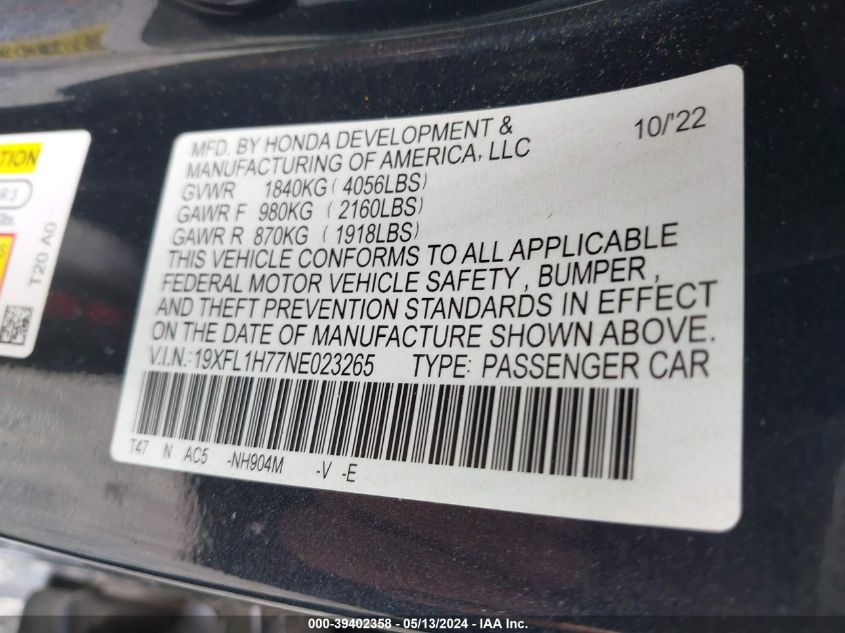 TION
R 3
T20 A0
MFD. BY HONDA DEVELOPMENT & 10/'22
MANUFACTURING OF AMERICA, LLC
GVWR 1840KG ( 4056LBS)
GAWR F 980KG ( 2160LBS)
GAWR R 870KG ( 1918LBS)
THIS VEHICLE CONFORMS TO ALL APPLICABLE
FEDERAL MOTOR VEHICLE SAFETY , BUMPER ,
AND THEFT PREVENTION STANDARDS IN EFFECT
ON THE DATE OF MANUFACTURE SHOWN ABOVE.
V.I.N.:19XFL1H77NE023265 TYPE: PASSENGER CAR
T47 N AC5 -NH904M -V -E
000-39402358 - 05/13/2024 - IAA Inc.